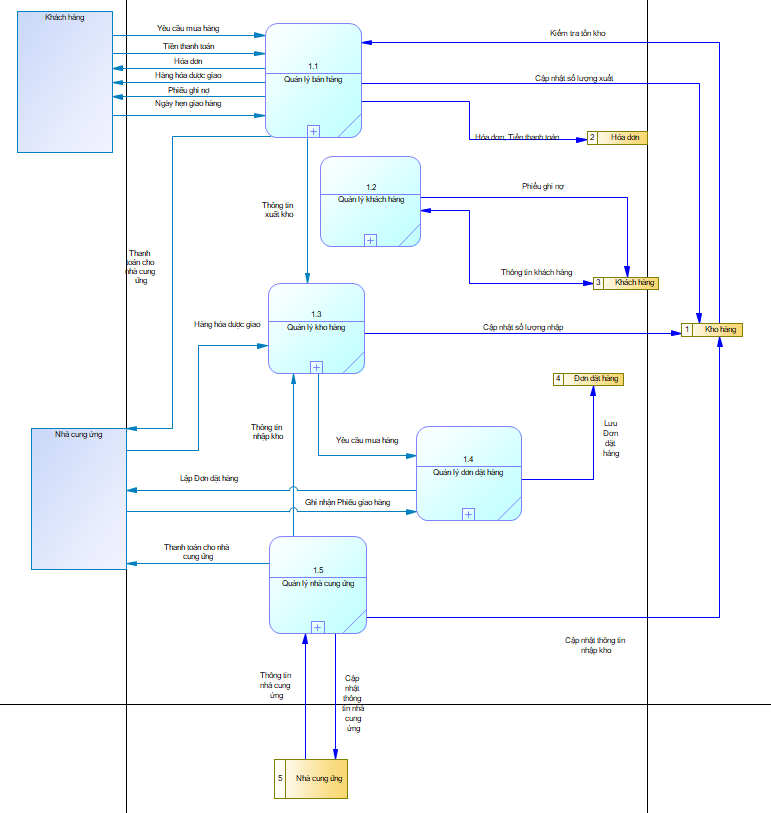 Khách hàng
Yêu cầu mua hàng
Tiền thanh toán
Hóa đơn
Hàng hóa được giao
Phiếu ghi nợ
Ngày hẹn giao hàng
1.1
Quản lý bán hàng
Kiểm tra tồn kho
Cập nhật số lượng xuất
Hóa đơn, Tiền thanh toán
2
Hóa đơn
1.2
Quản lý khách hàng
Phiếu ghi nợ
Thông tin
xuất kho
Thanh
toán cho
nhà cung
ứng
Thông tin khách hàng
3
Khách hàng
1.3
Quản lý kho hàng
Hàng hóa được giao
Cập nhật số lượng nhập
1
Kho hàng
4
Đơn đặt hàng
Nhà cung ứng
Thông tin
nhập kho
Yêu cầu mua hàng
Lưu
Đơn
đặt
hàng
1.4
Quản lý đơn đặt hàng
Lập Đơn đặt hàng
Ghi nhận Phiếu giao hàng
Thanh toán cho nhà
cung ứng
1.5
Quản lý nhà cung ứng
Cập nhật thông tin
nhập kho
Thông tin
nhà cung
ứng
Cập
nhật
thông
tin nhà
cung
ứng
5
Nhà cung ứng